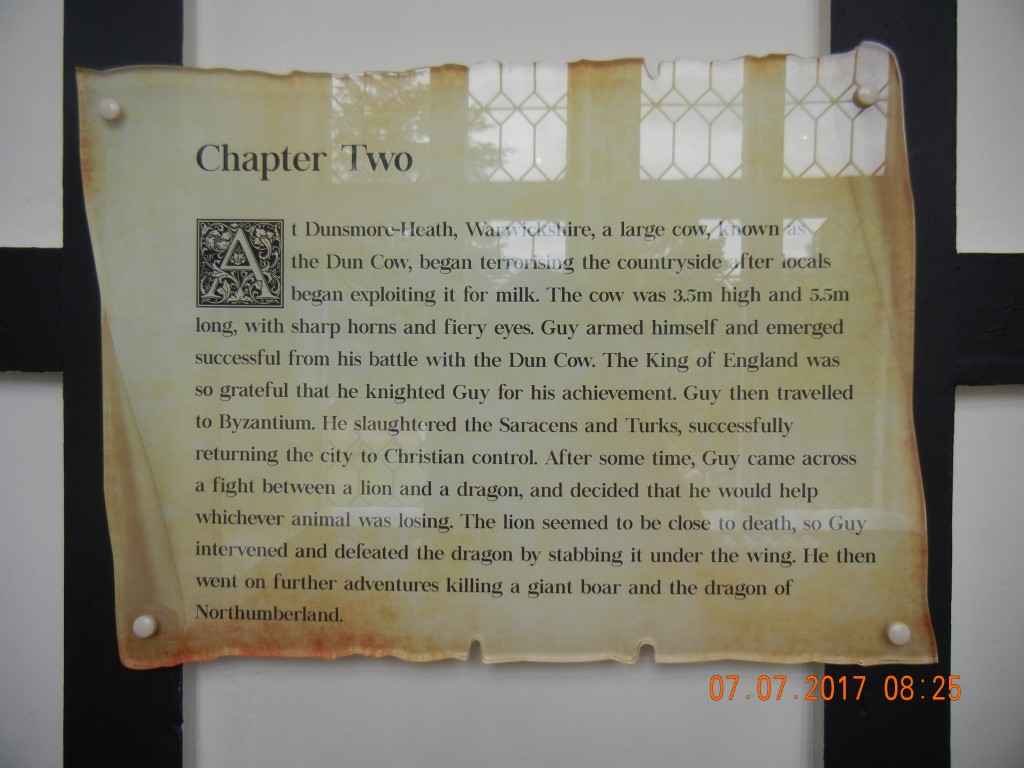 Chapter Two
At Dunsmore-Heath, Warwickshire, a large cow, known as
the Dun Cow, began terrorising the countryside after locals
began exploiting it for milk. The cow was 3.5m high and 5.5m
long, with sharp horns and fiery eyes. Guy armed himself and emerged
successful from his battle with the Dun Cow. The King of England was
so grateful that he knighted Guy for his achievement. Guy then travelled
to Byzantium. He slaughtered the Saracens and Turks, successfully
returning the city to Christian control. After some time, Guy came across
a fight between a lion and a dragon, and decided that he would help
whichever animal was losing. The lion seemed to be close to death, so Guy
intervened and defeated the dragon by stabbing it under the wing. He then
went on further adventures killing a giant boar and the dragon of
Northumberland.
07.07.2017 08:25